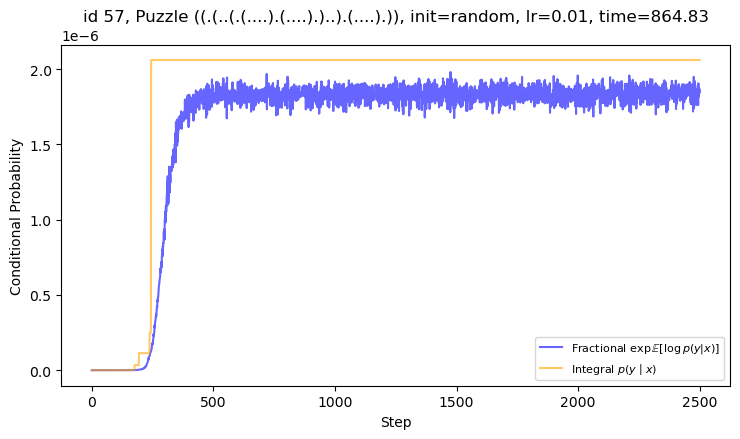 id 57, Puzzle ((.(..(.(....).(....).)..).(....).)), init=random, lr=0.01, time=864.83
1e−6
2.0
1.5
1.0
0.5
0.0
Conditional Probability
0 500 1000 1500 2000 2500
Step
Fractional exp𝔼[log p(y|x)]
Integral p(y | x)